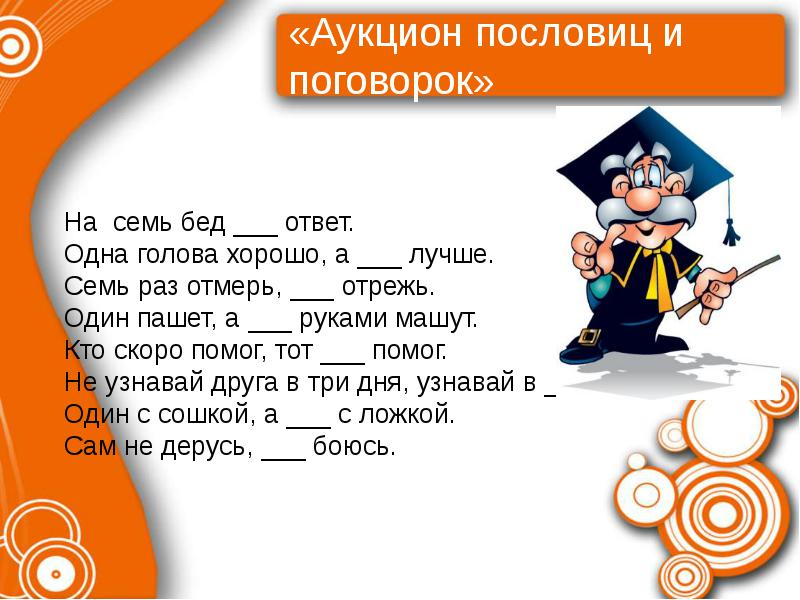 «Аукцион пословиц и
поговорок»
На  семь бед ___ ответ.
Одна голова хорошо, а ___ лучше.
Семь раз отмерь, ___ отрежь.
Один пашет, а ___ руками машут.
Кто скоро помог, тот ___ помог.
Не узнавай друга в три дня, узнавай в _
Один с сошкой, а ___ с ложкой.
Сам не дерусь, ___ боюсь.